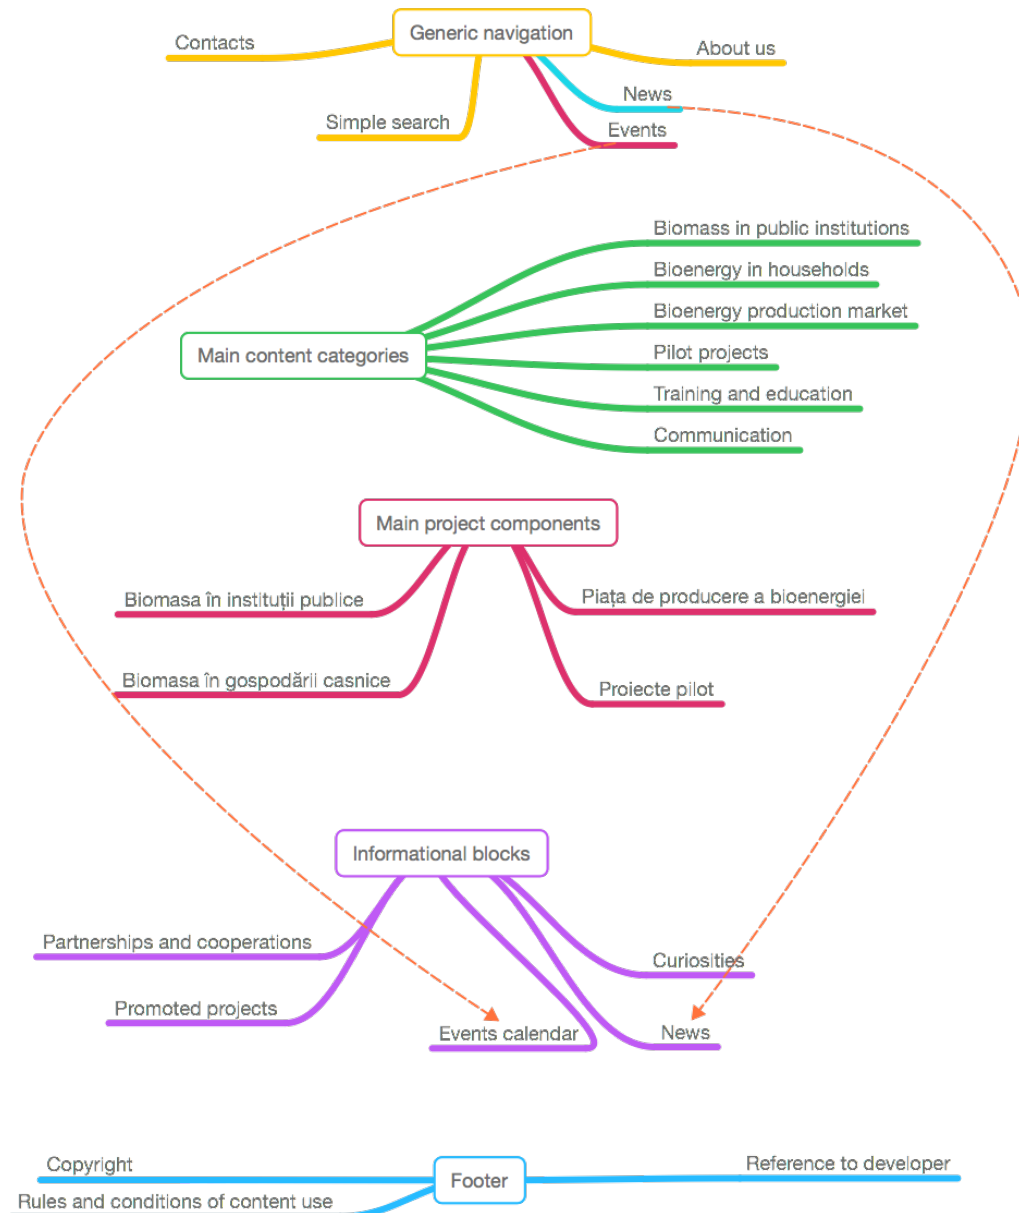 Generic navigation
Contacts
About us
News
Simple search
Events
Biomass in public institutions
Bioenergy in households
Bioenergy production market
Main content categories
Pilot projects
Training and education
Communication
Main project components
Biomasa în instituții publice
Piața de producere a bioenergiei
Biomasa în gospodării casnice
Proiecte pilot
Informational blocks
Partnerships and cooperations
Curiosities
Promoted projects
Events calendar
News
Copyright
Footer
Reference to developer
Rules and conditions of content use